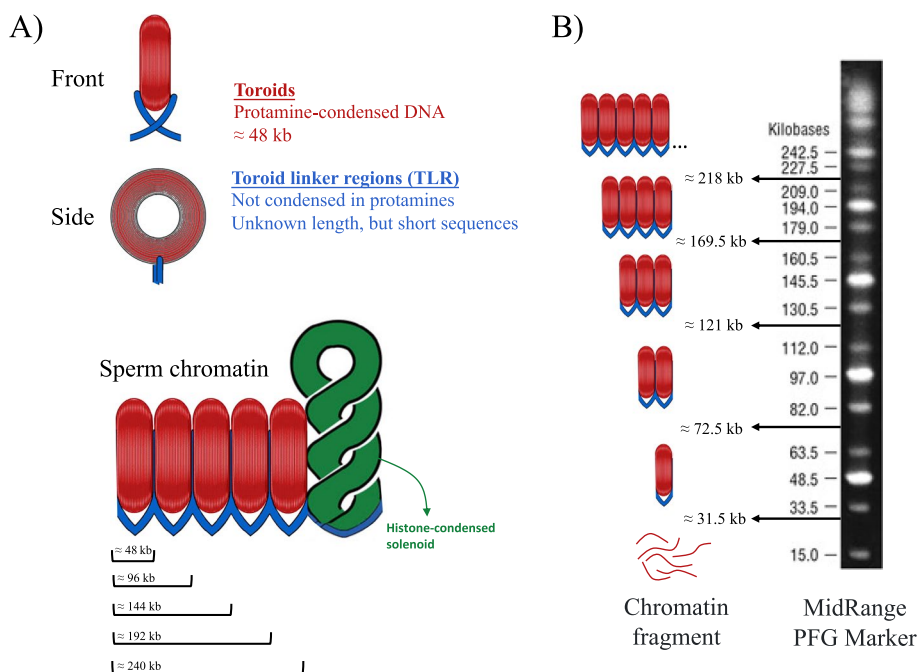 A)
Front
Toroids
Protamine-condensed DNA
≈ 48 kb
Side
Toroid linker regions (TLR)
Not condensed in protamines
Unknown length, but short sequences
Sperm chromatin
Histone-condensed
solenoid
≈ 48 kb
≈ 96 kb
≈ 144 kb
≈ 192 kb
≈ 240 kb
B)
Kilobases
242.5
227.5
...
≈ 218 kb
209.0
194.0
179.0
≈ 169.5 kb
160.5
145.5
130.5
≈ 121 kb
112.0
97.0
82.0
≈ 72.5 kb
63.5
48.5
33.5
≈ 31.5 kb
15.0
Chromatin
fragment
MidRange
PFG Marker